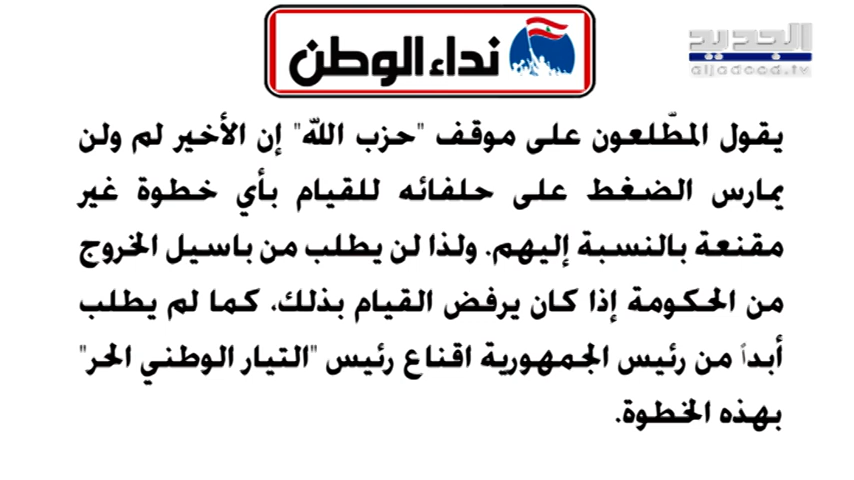 نداء الوطن
الجديد
aljadeed.tv
يقول المطّلعون على موقف "حزب الله" إن الأخير لم ولن
يمارس الضغط على حلفائه للقيام بأي خطوة غير
مقنعة بالنسبة إليهم. ولذا لن يطلب من باسيل الخروج
من الحكومة إذا كان يرفض القيام بذلك، كما لم يطلب
أبداً من رئيس الجمهورية اقناع رئيس "التيار الوطني الحر"
بهذه الخطوة.